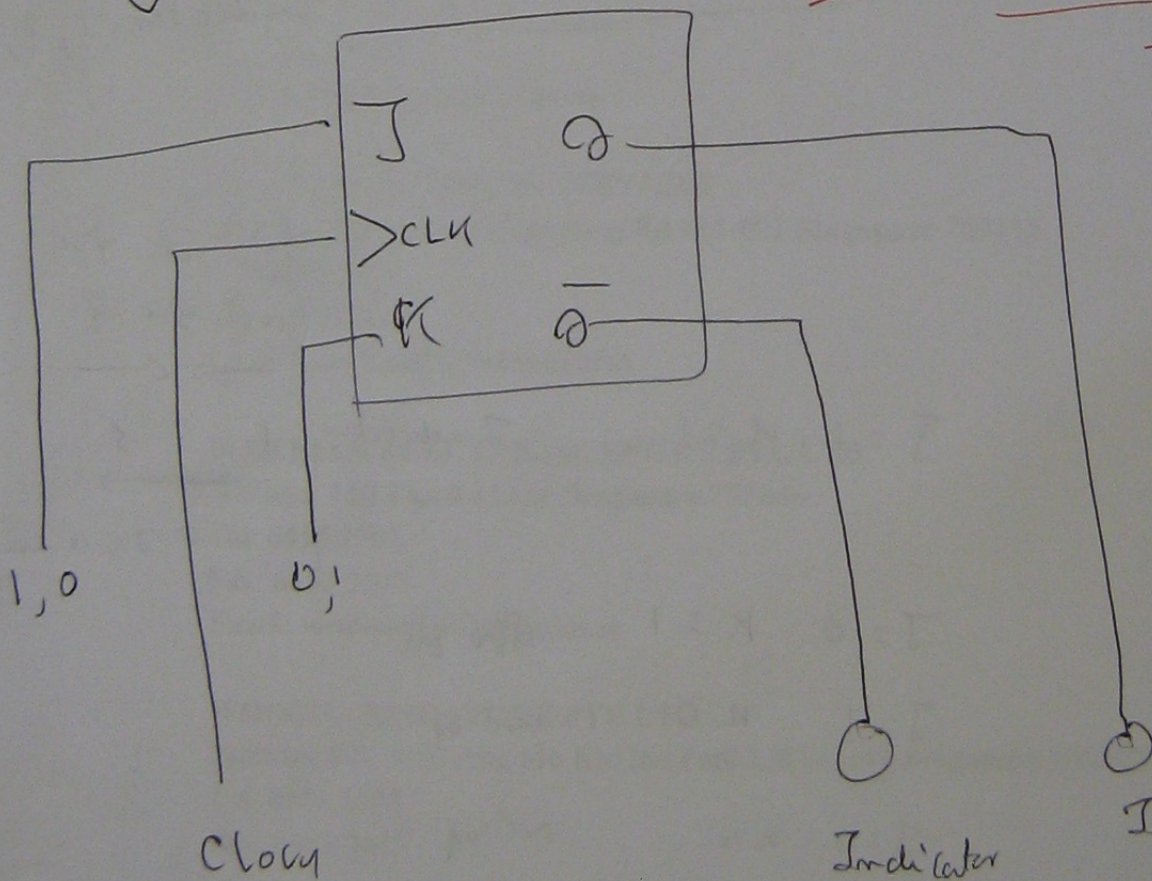 J Q
>CLK
K Q̅
1,0 0,1
Clock
Indicator I